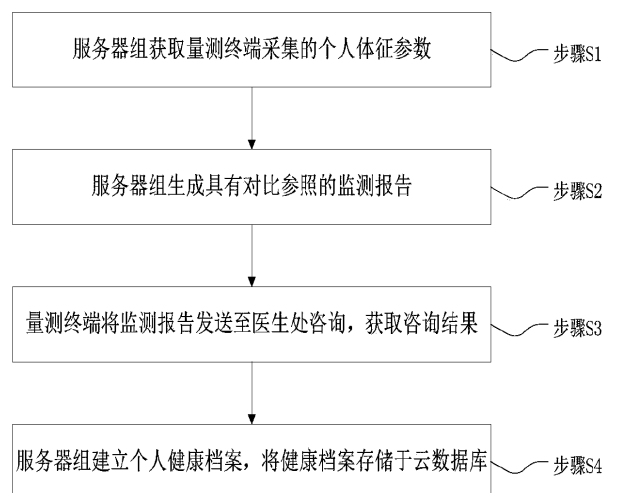 服务器组获取量测终端采集的个人体征参数
步骤S1
服务器组生成具有对比参照的监测报告
步骤S2
量测终端将监测报告发送至医生处咨询，获取咨询结果
步骤S3
服务器组建立个人健康档案，将健康档案存储于云数据库
步骤S4